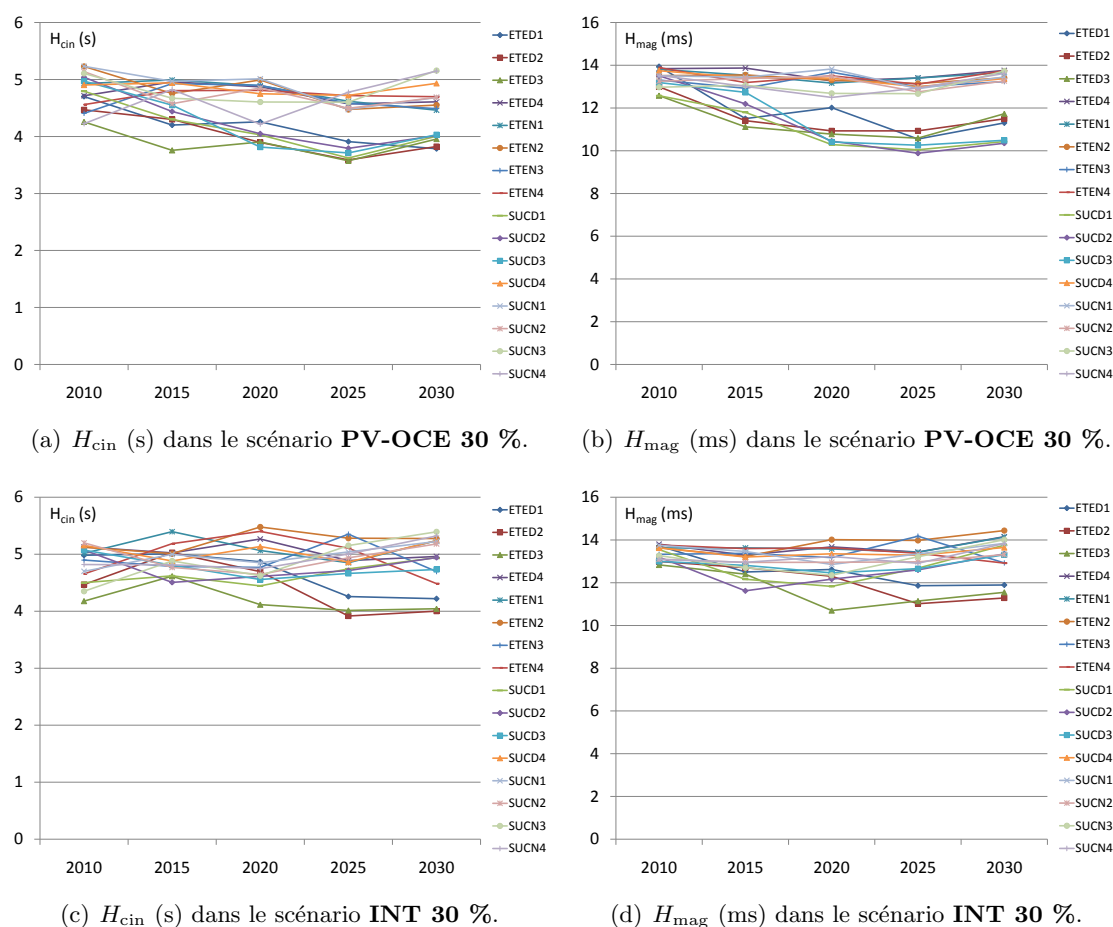 H_cin (s)
6
5
4
3
2
1
0
2010 2015 2020 2025 2030
ETED1
ETED2
ETED3
ETED4
ETEN1
ETEN2
ETEN3
ETEN4
SUCD1
SUCD2
SUCD3
SUCD4
SUCN1
SUCN2
SUCN3
SUCN4
(a) H_cin (s) dans le scénario PV-OCE 30 %.
H_mag (ms)
16
14
12
10
8
6
4
2
0
2010 2015 2020 2025 2030
ETED1
ETED2
ETED3
ETED4
ETEN1
ETEN2
ETEN3
ETEN4
SUCD1
SUCD2
SUCD3
SUCD4
SUCN1
SUCN2
SUCN3
SUCN4
(b) H_mag (ms) dans le scénario PV-OCE 30 %.
H_cin (s)
6
5
4
3
2
1
0
2010 2015 2020 2025 2030
ETED1
ETED2
ETED3
ETED4
ETEN1
ETEN2
ETEN3
ETEN4
SUCD1
SUCD2
SUCD3
SUCD4
SUCN1
SUCN2
SUCN3
SUCN4
(c) H_cin (s) dans le scénario INT 30 %.
H_mag (ms)
16
14
12
10
8
6
4
2
0
2010 2015 2020 2025 2030
ETED1
ETED2
ETED3
ETED4
ETEN1
ETEN2
ETEN3
ETEN4
SUCD1
SUCD2
SUCD3
SUCD4
SUCN1
SUCN2
SUCN3
SUCN4
(d) H_mag (ms) dans le scénario INT 30 %.